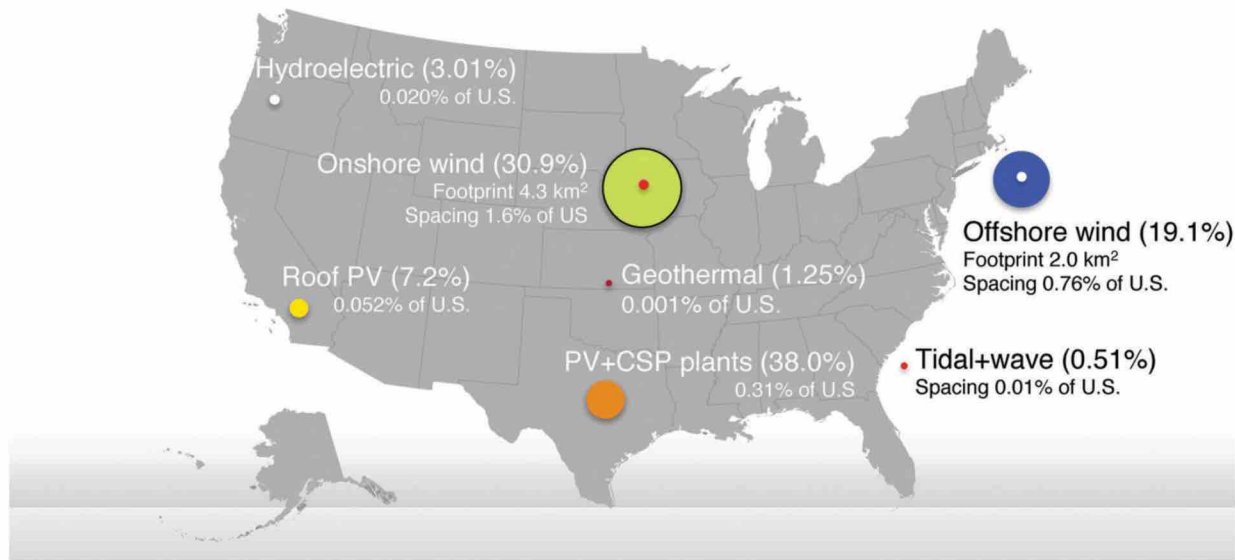 Hydroelectric (3.01%)
0.020% of U.S.
Onshore wind (30.9%)
Footprint 4.3 km²
Spacing 1.6% of US
Offshore wind (19.1%)
Footprint 2.0 km²
Spacing 0.76% of U.S.
Roof PV (7.2%)
0.052% of U.S.
Geothermal (1.25%)
0.001% of U.S.
PV+CSP plants (38.0%)
0.31% of U.S
Tidal+wave (0.51%)
Spacing 0.01% of U.S.